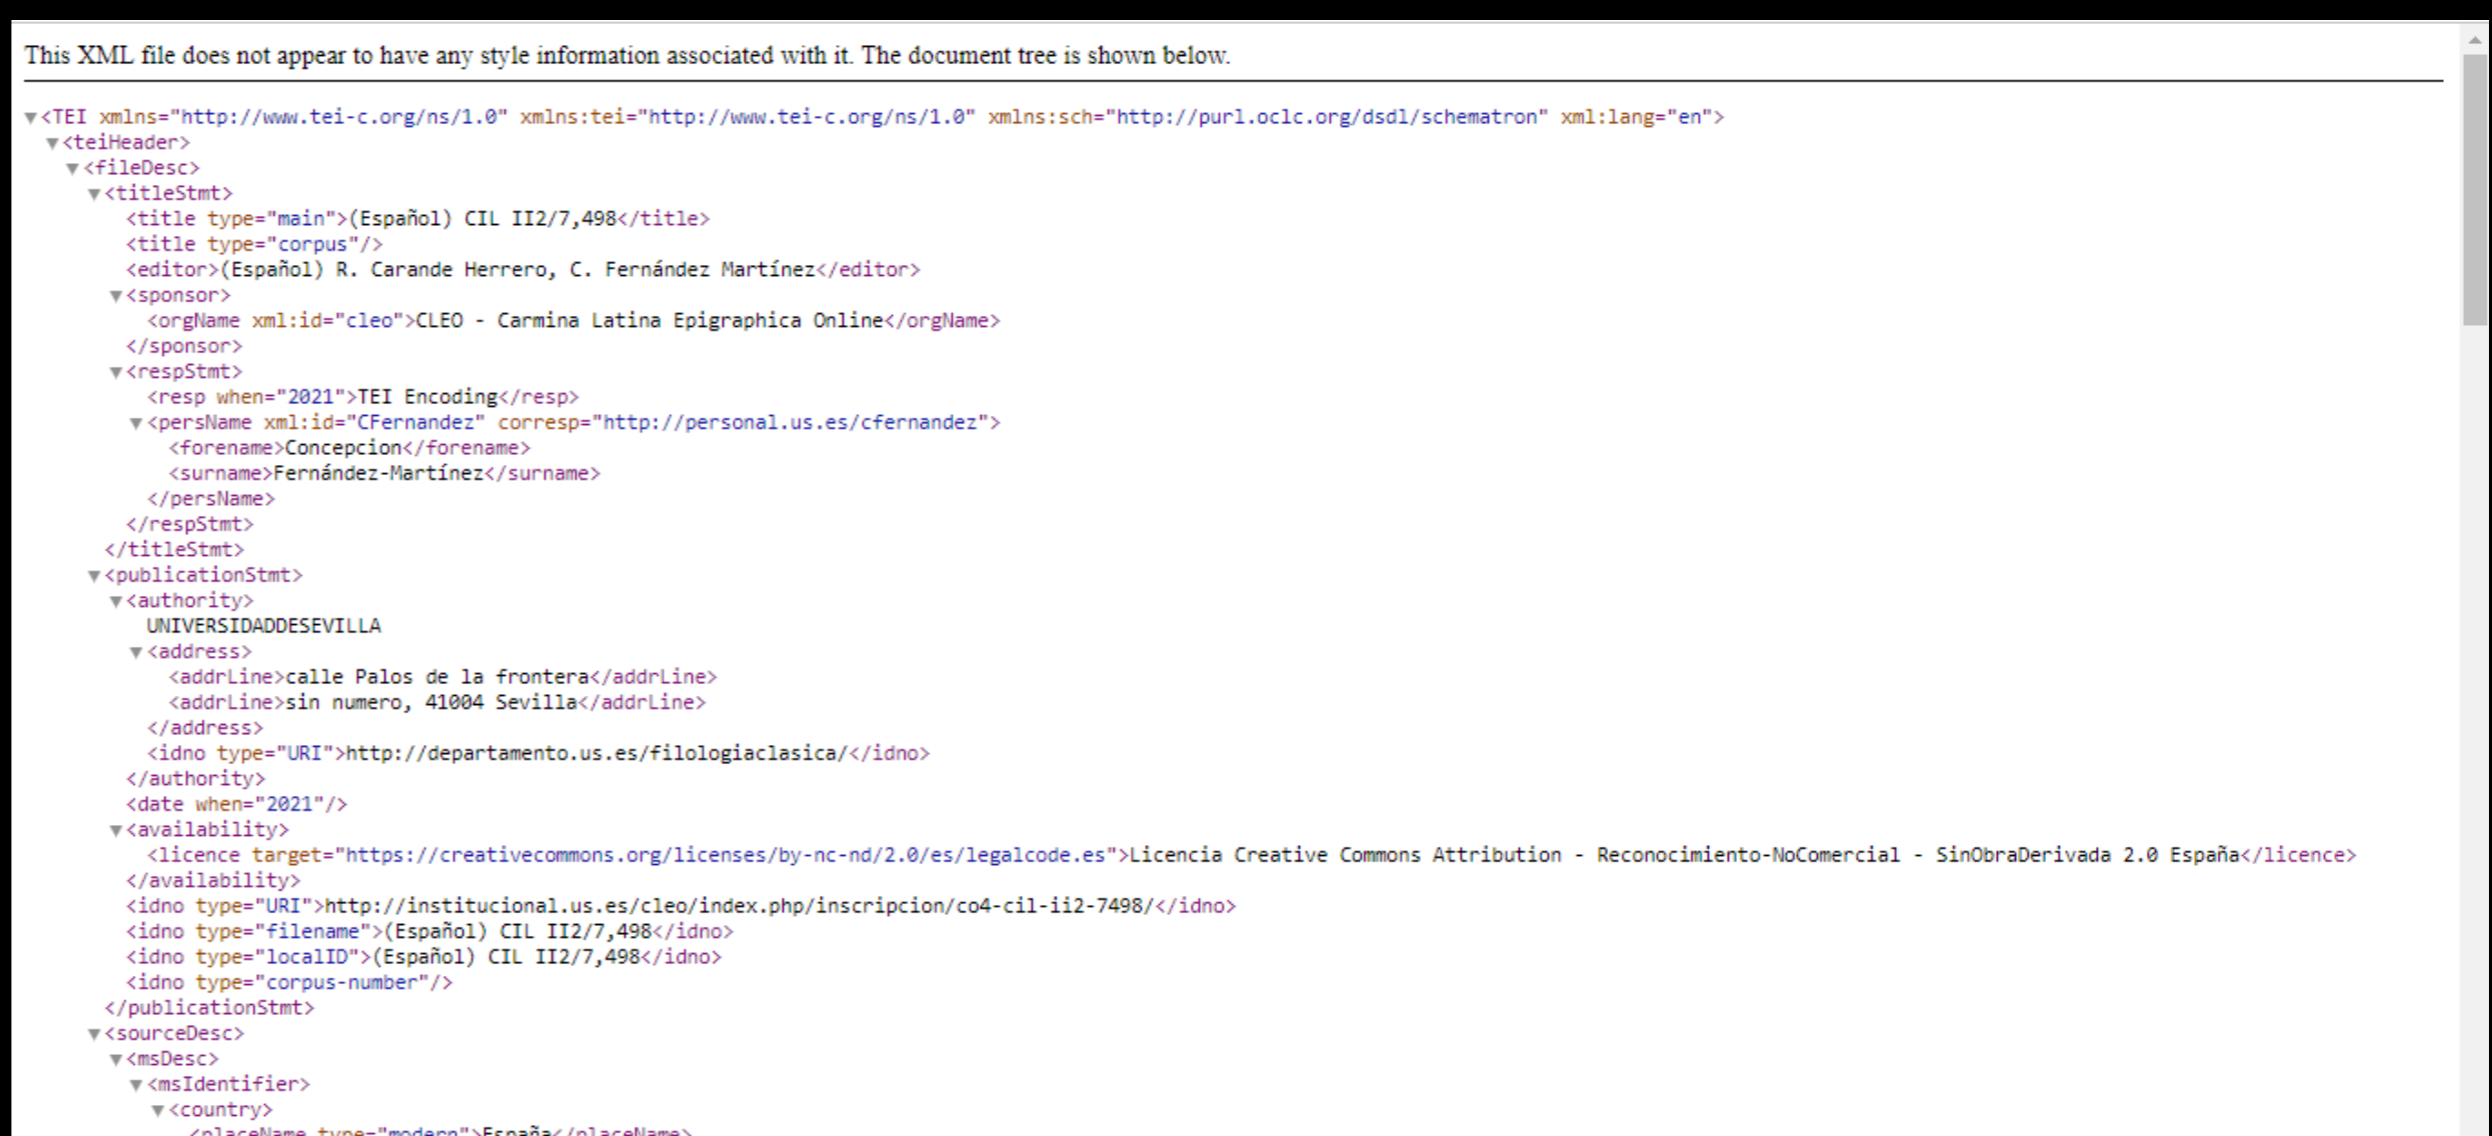 This XML file does not appear to have any style information associated with it. The document tree is shown below.
▼<TEI xmlns="http://www.tei-c.org/ns/1.0" xmlns:tei="http://www.tei-c.org/ns/1.0" xmlns:sch="http://purl.oclc.org/dsdl/schematron" xml:lang="en">
▼<teiHeader>
▼<fileDesc>
▼<titleStmt>
<title type="main">(Español) CIL II2/7,498</title>
<title type="corpus"/>
<editor>(Español) R. Carande Herrero, C. Fernández Martínez</editor>
▼<sponsor>
<orgName xml:id="cleo">CLEO - Carmina Latina Epigraphica Online</orgName>
</sponsor>
▼<respStmt>
<resp when="2021">TEI Encoding</resp>
▼<persName xml:id="CFernandez" corresp="http://personal.us.es/cfernandez">
<forename>Concepcion</forename>
<surname>Fernández-Martínez</surname>
</persName>
</respStmt>
</titleStmt>
▼<publicationStmt>
▼<authority>
UNIVERSIDADDESEVILLA
▼<address>
<addrLine>calle Palos de la frontera</addrLine>
<addrLine>sin numero, 41004 Sevilla</addrLine>
</address>
<idno type="URI">http://departamento.us.es/filologiaclasica/</idno>
</authority>
<date when="2021"/>
▼<availability>
<licence target="https://creativecommons.org/licenses/by-nc-nd/2.0/es/legalcode.es">Licencia Creative Commons Attribution - Reconocimiento-NoComercial - SinObraDerivada 2.0 España</licence>
</availability>
<idno type="URI">http://institucional.us.es/cleo/index.php/inscripcion/co4-cil-ii2-7498/</idno>
<idno type="filename">(Español) CIL II2/7,498</idno>
<idno type="localID">(Español) CIL II2/7,498</idno>
<idno type="corpus-number"/>
</publicationStmt>
▼<sourceDesc>
▼<msDesc>
▼<msIdentifier>
▼<country>
<placeName type="modern">España</placeName>